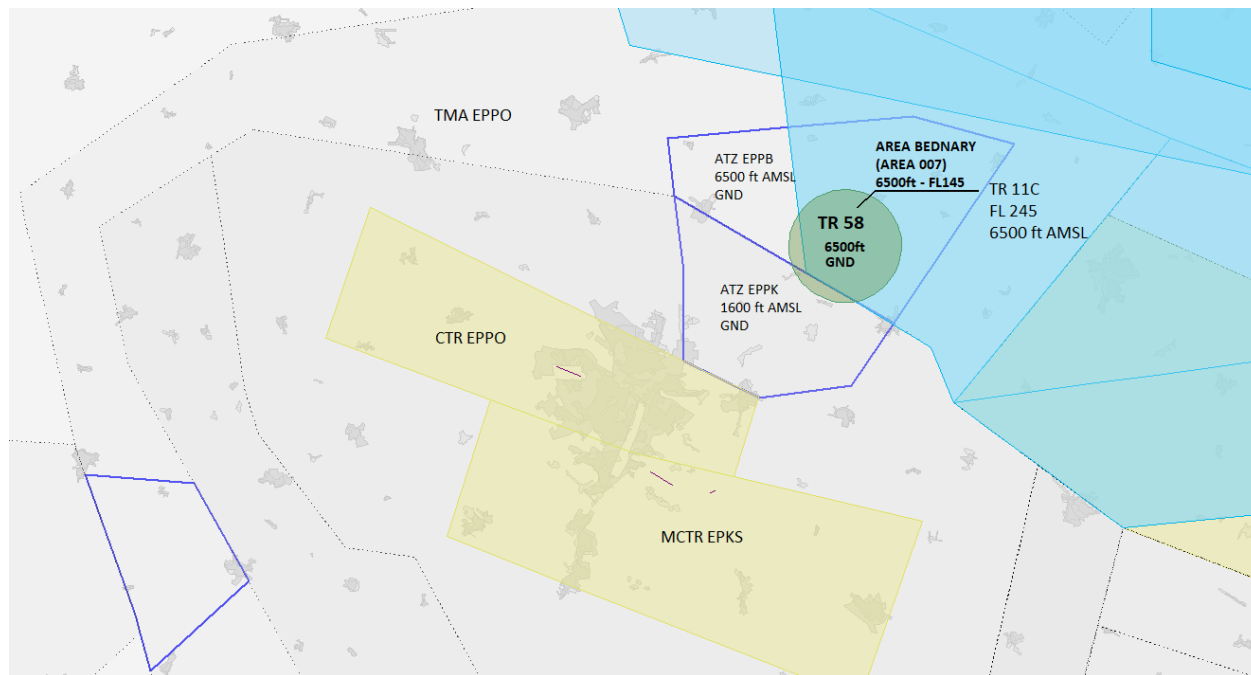 TMA EPPO
ATZ EPPB
6500 ft AMSL
GND
AREA BEDNARY
(AREA 007)
6500ft - FL145
TR 11C
FL 245
6500 ft AMSL
TR 58
6500ft
GND
ATZ EPPK
1600 ft AMSL
GND
CTR EPPO
MCTR EPKS